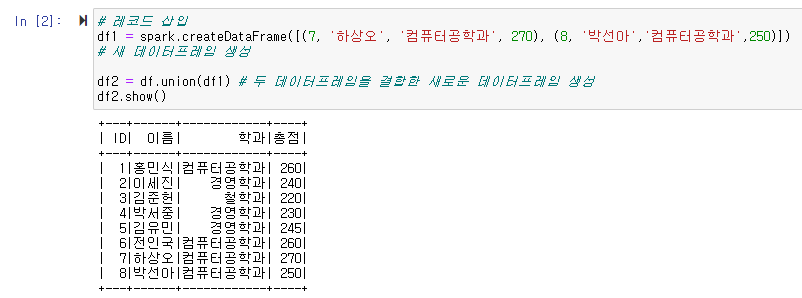 In [2]:
# 레코드 삽입
df1 = spark.createDataFrame([(7, '하상오', '컴퓨터공학과', 270), (8, '박선아','컴퓨터공학과',250)])
# 새 데이터프레임 생성
df2 = df.union(df1) # 두 데이터프레임을 결합한 새로운 데이터프레임 생성
df2.show()
+---+------+------------+----+
| ID|  이름|        학과|총점|
+---+------+------------+----+
|  1|홍민식|컴퓨터공학과| 260|
|  2|이세진|      경영학과| 240|
|  3|김준헌|        철학과| 220|
|  4|박서중|      경영학과| 230|
|  5|김유민|      경영학과| 245|
|  6|전인국|컴퓨터공학과| 260|
|  7|하상오|컴퓨터공학과| 270|
|  8|박선아|컴퓨터공학과| 250|
+---+------+------------+----+